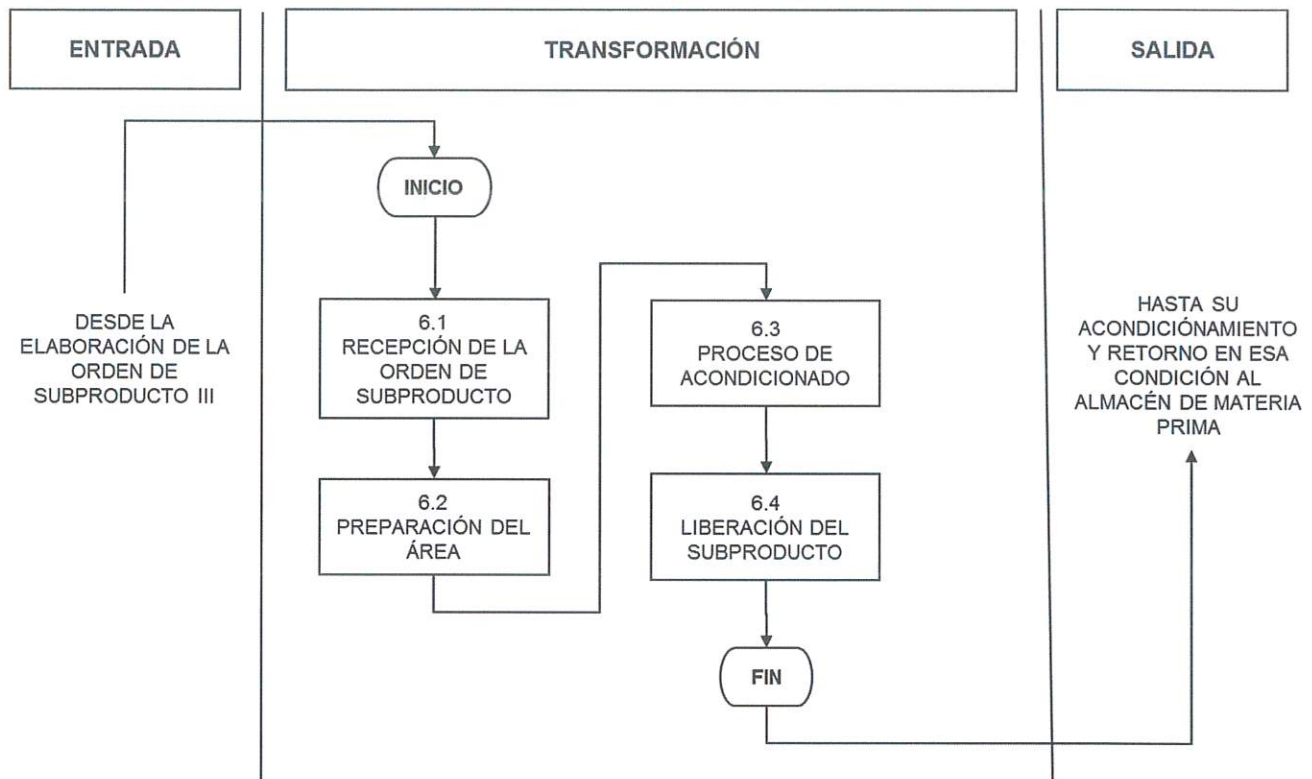 ENTRADA
TRANSFORMACIÓN
SALIDA
INICIO
DESDE LA
ELABORACIÓN DE LA
ORDEN DE
SUBPRODUCTO III
6.1
RECEPCIÓN DE LA
ORDEN DE
SUBPRODUCTO
6.2
PREPARACIÓN DEL
ÁREA
6.3
PROCESO DE
ACONDICIONADO
6.4
LIBERACIÓN DEL
SUBPRODUCTO
FIN
HASTA SU
ACONDICIÓNAMIENTO
Y RETORNO EN ESA
CONDICIÓN AL
ALMACÉN DE MATERIA
PRIMA